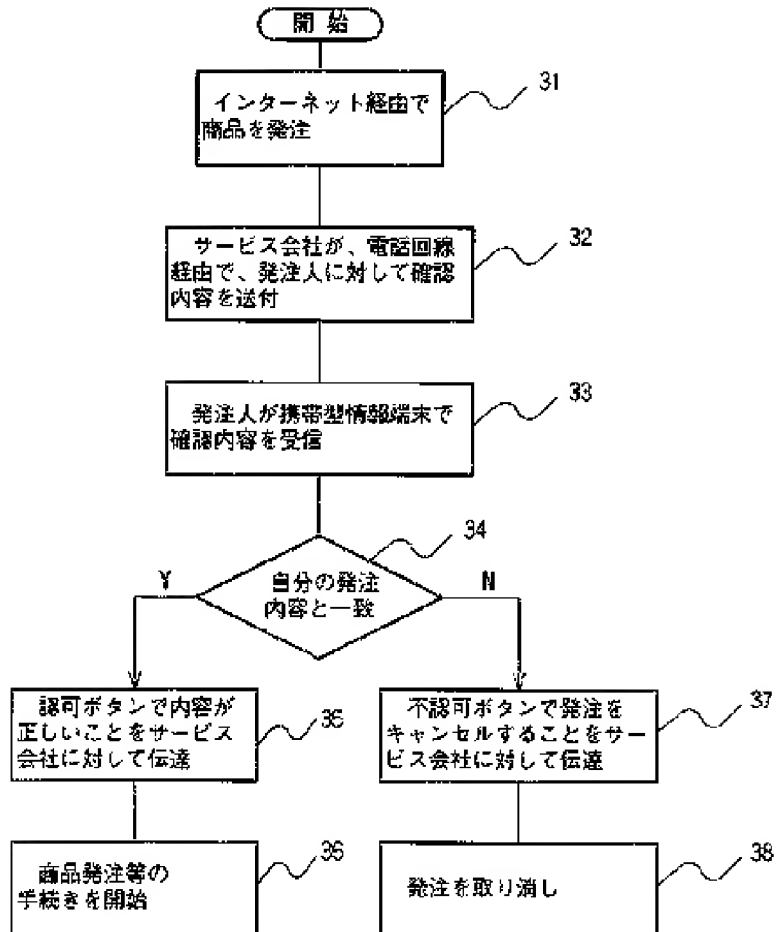 開始
インターネット経由で
商品を発注
31
サービス会社が、電話回線
経由で、発注人に対して確認
内容を送付
32
発注人が携帯型情報端末で
確認内容を受信
33
34
自分の発注
内容と一致
Y
N
認可ボタンで内容が
正しいことをサービス
会社に対して伝達
35
不認可ボタンで発注を
キャンセルすることをサー
ビス会社に対して伝達
37
商品発注等の
手続きを開始
36
発注を取り消し
38